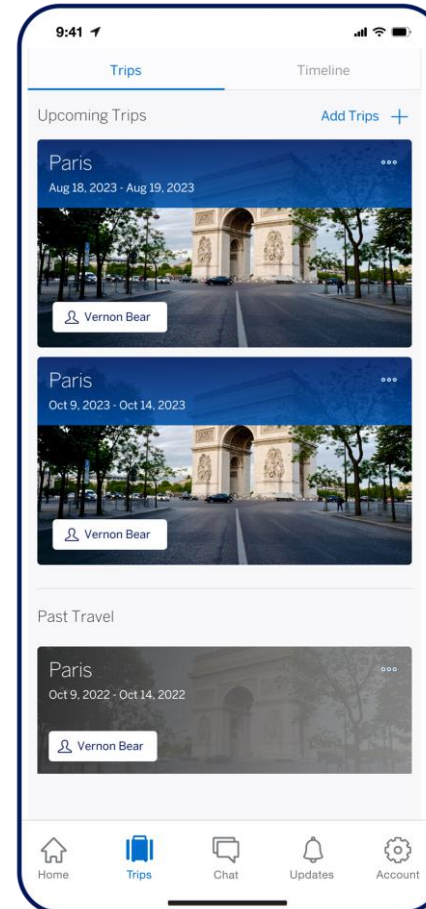 9:41
Trips Timeline
Upcoming Trips Add Trips +
Paris
Aug 18, 2023 - Aug 19, 2023
Vernon Bear
Paris
Oct 9, 2023 - Oct 14, 2023
Vernon Bear
Past Travel
Paris
Oct 9, 2022 - Oct 14, 2022
Vernon Bear
Home Trips Chat Updates Account